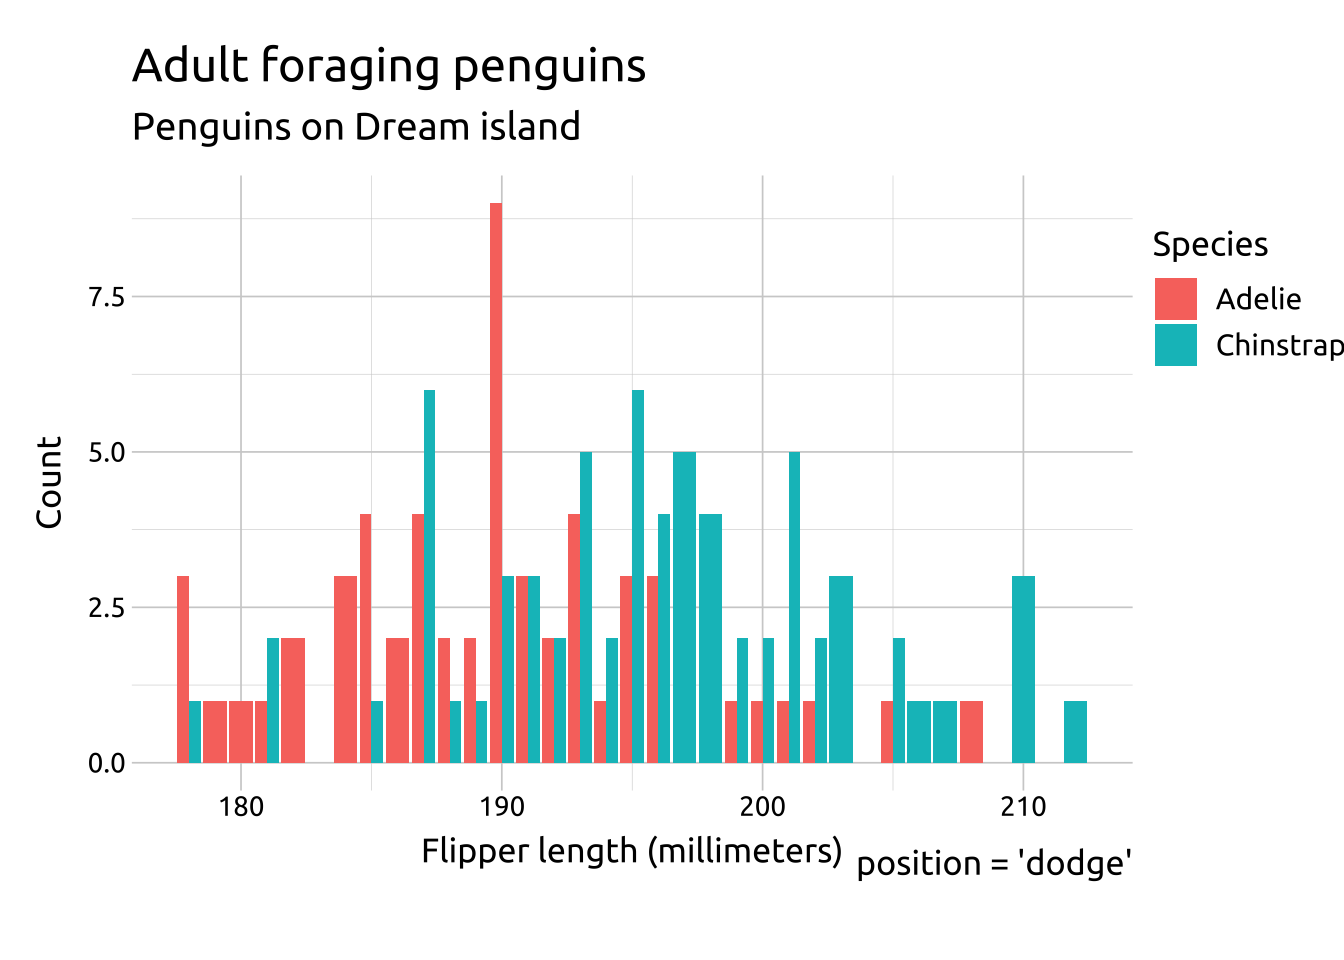 Adult foraging penguins
Penguins on Dream island
Species
Adelie
Chinstrap
Count
7.5
5.0
2.5
0.0
180 190 200 210
Flipper length (millimeters)
position = 'dodge'